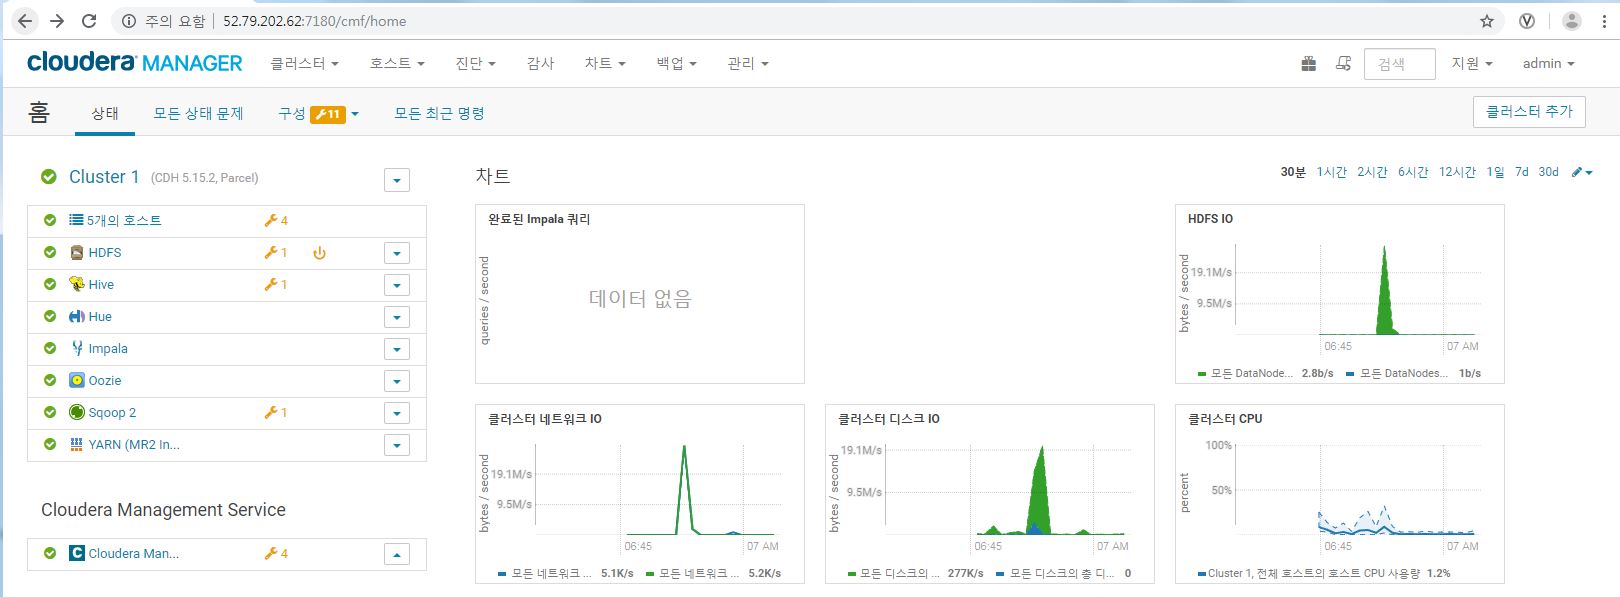 주의 요함 52.79.202.62:7180/cmf/home
cloudera MANAGER 클러스터 호스트 진단 감사 차트 백업 관리 검색 지원 admin
홈 상태 모든 상태 문제 구성 11 모든 최근 명령 클러스터 추가
Cluster 1 (CDH 5.15.2, Parcel)
5개의 호스트 4
HDFS 1
Hive 1
Hue
Impala
Oozie
Sqoop 2 1
YARN (MR2 In...
Cloudera Management Service
Cloudera Man... 4
차트
30분 1시간 2시간 6시간 12시간 1일 7d 30d
완료된 Impala 쿼리
queries / second
데이터 없음
HDFS IO
bytes / second
19.1M/s
9.5M/s
06:45 07 AM
모든 DataNode... 2.8b/s 모든 DataNodes... 1b/s
클러스터 네트워크 IO
bytes / second
19.1M/s
9.5M/s
06:45 07 AM
모든 네트워크 ... 5.1K/s 모든 네트워크 ... 5.2K/s
클러스터 디스크 IO
bytes / second
19.1M/s
9.5M/s
06:45 07 AM
모든 디스크의 ... 277K/s 모든 디스크의 총 디... 0
클러스터 CPU
percent
100%
50%
06:45 07 AM
Cluster 1, 전체 호스트의 호스트 CPU 사용량 1.2%